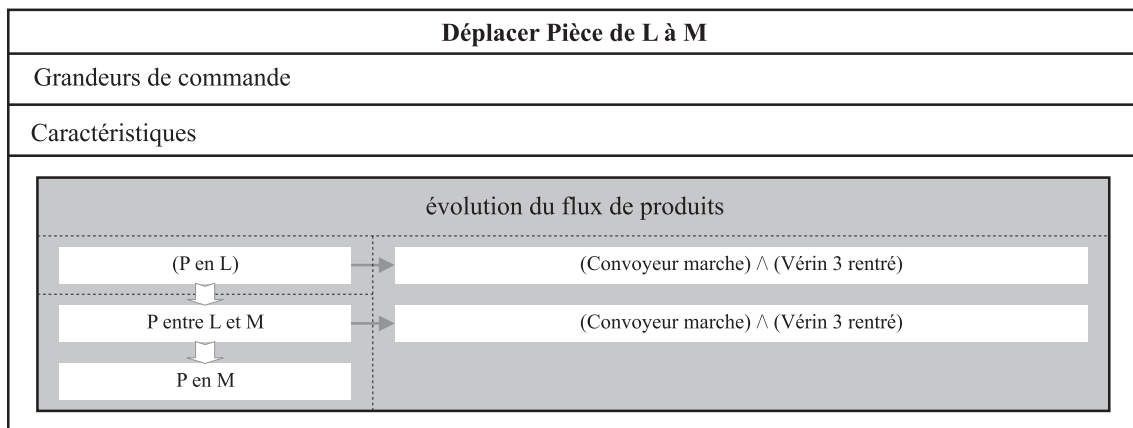 Déplacer Pièce de L à M
Grandeurs de commande
Caractéristiques
évolution du flux de produits
(P en L)
(Convoyeur marche) /\ (Vérin 3 rentré)
P entre L et M
(Convoyeur marche) /\ (Vérin 3 rentré)
P en M